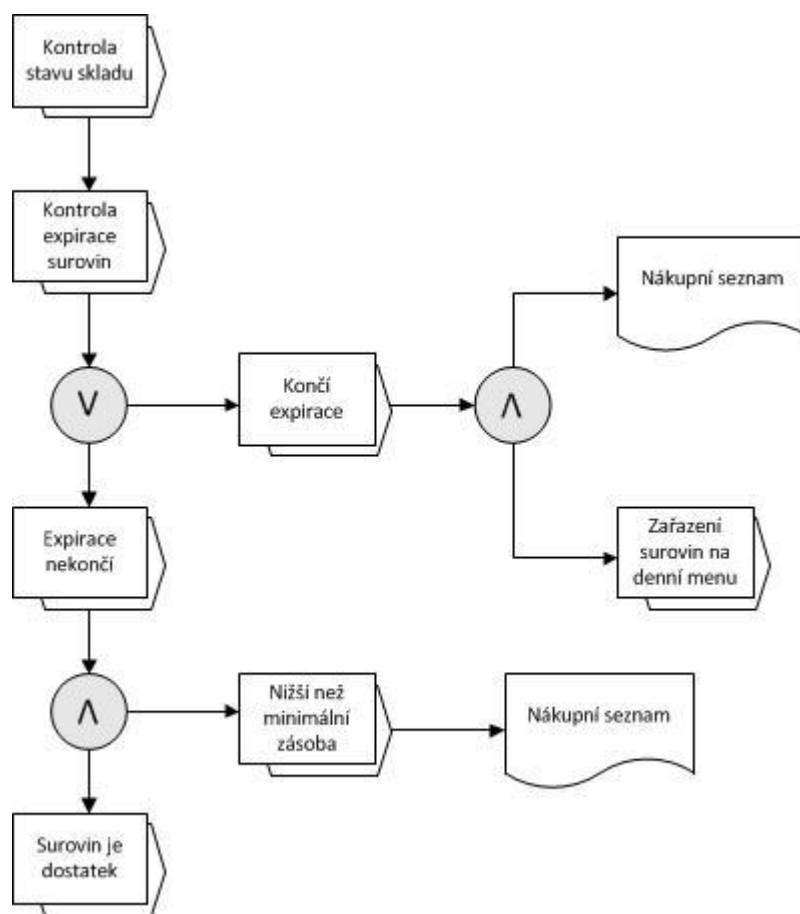 Kontrola
stavu skladu
Kontrola
expirace
surovin
Nákupní seznam
V
Končí
expirace
Λ
Expirace
nekončí
Zařazení
surovin na
denní menu
Λ
Nižší než
minimální
zásoba
Nákupní seznam
Surovin je
dostatek